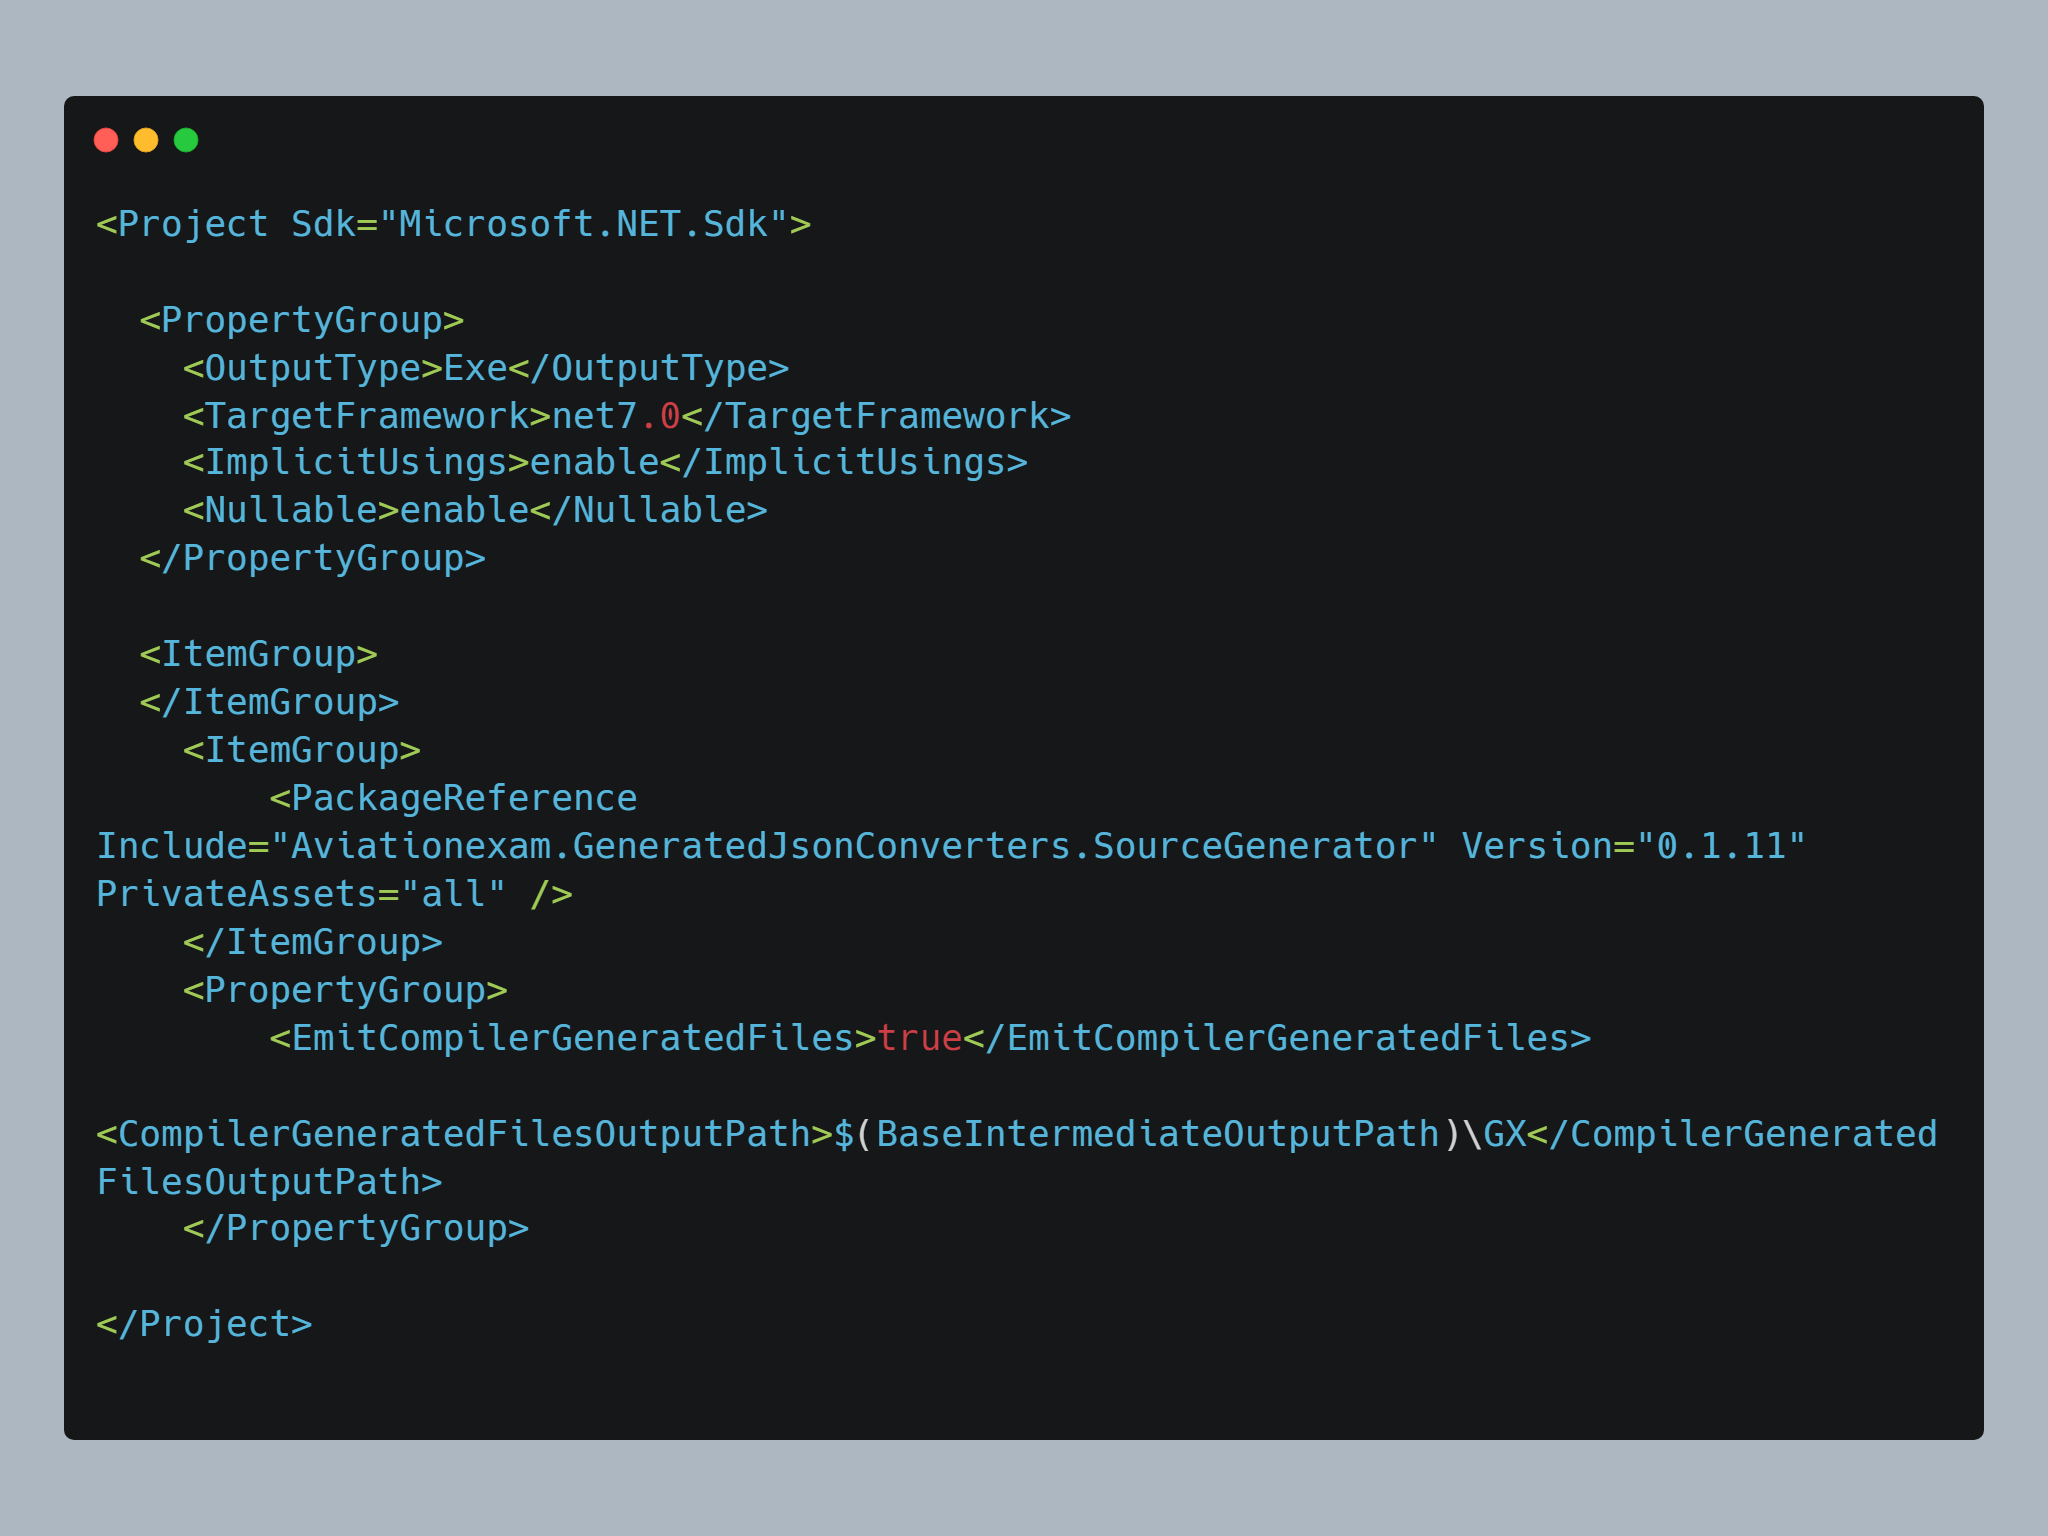 <Project Sdk="Microsoft.NET.Sdk">
<PropertyGroup>
<OutputType>Exe</OutputType>
<TargetFramework>net7.0</TargetFramework>
<ImplicitUsings>enable</ImplicitUsings>
<Nullable>enable</Nullable>
</PropertyGroup>
<ItemGroup>
</ItemGroup>
<ItemGroup>
<PackageReference
Include="Aviationexam.GeneratedJsonConverters.SourceGenerator" Version="0.1.11"
PrivateAssets="all" />
</ItemGroup>
<PropertyGroup>
<EmitCompilerGeneratedFiles>true</EmitCompilerGeneratedFiles>
<CompilerGeneratedFilesOutputPath>$(BaseIntermediateOutputPath)\GX</CompilerGenerated
FilesOutputPath>
</PropertyGroup>
</Project>